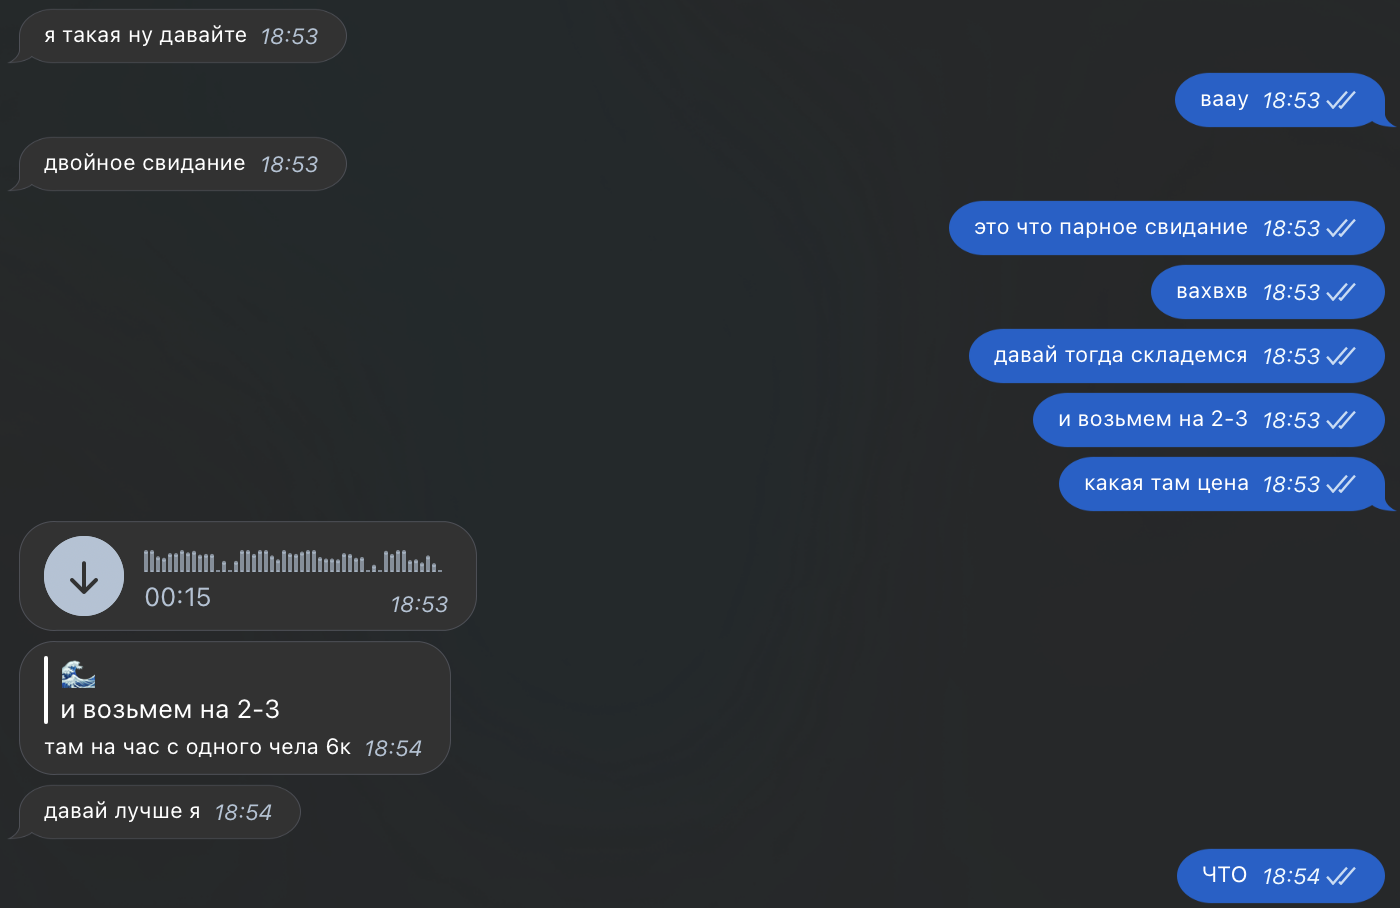 я такая ну давайте 18:53
ваау 18:53
двойное свидание 18:53
это что парное свидание 18:53
вахвхв 18:53
давай тогда складемся 18:53
и возьмем на 2-3 18:53
какая там цена 18:53
00:15 18:53
🌊
и возьмем на 2-3
там на час с одного чела 6к 18:54
давай лучше я 18:54
ЧТО 18:54